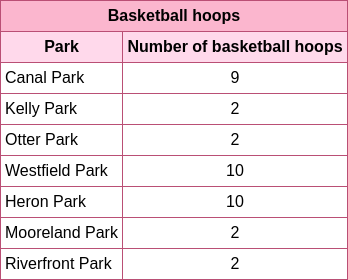 Basketball hoops
Park Number of basketball hoops
Canal Park 9
Kelly Park 2
Otter Park 2
Westfield Park 10
Heron Park 10
Mooreland Park 2
Riverfront Park 2